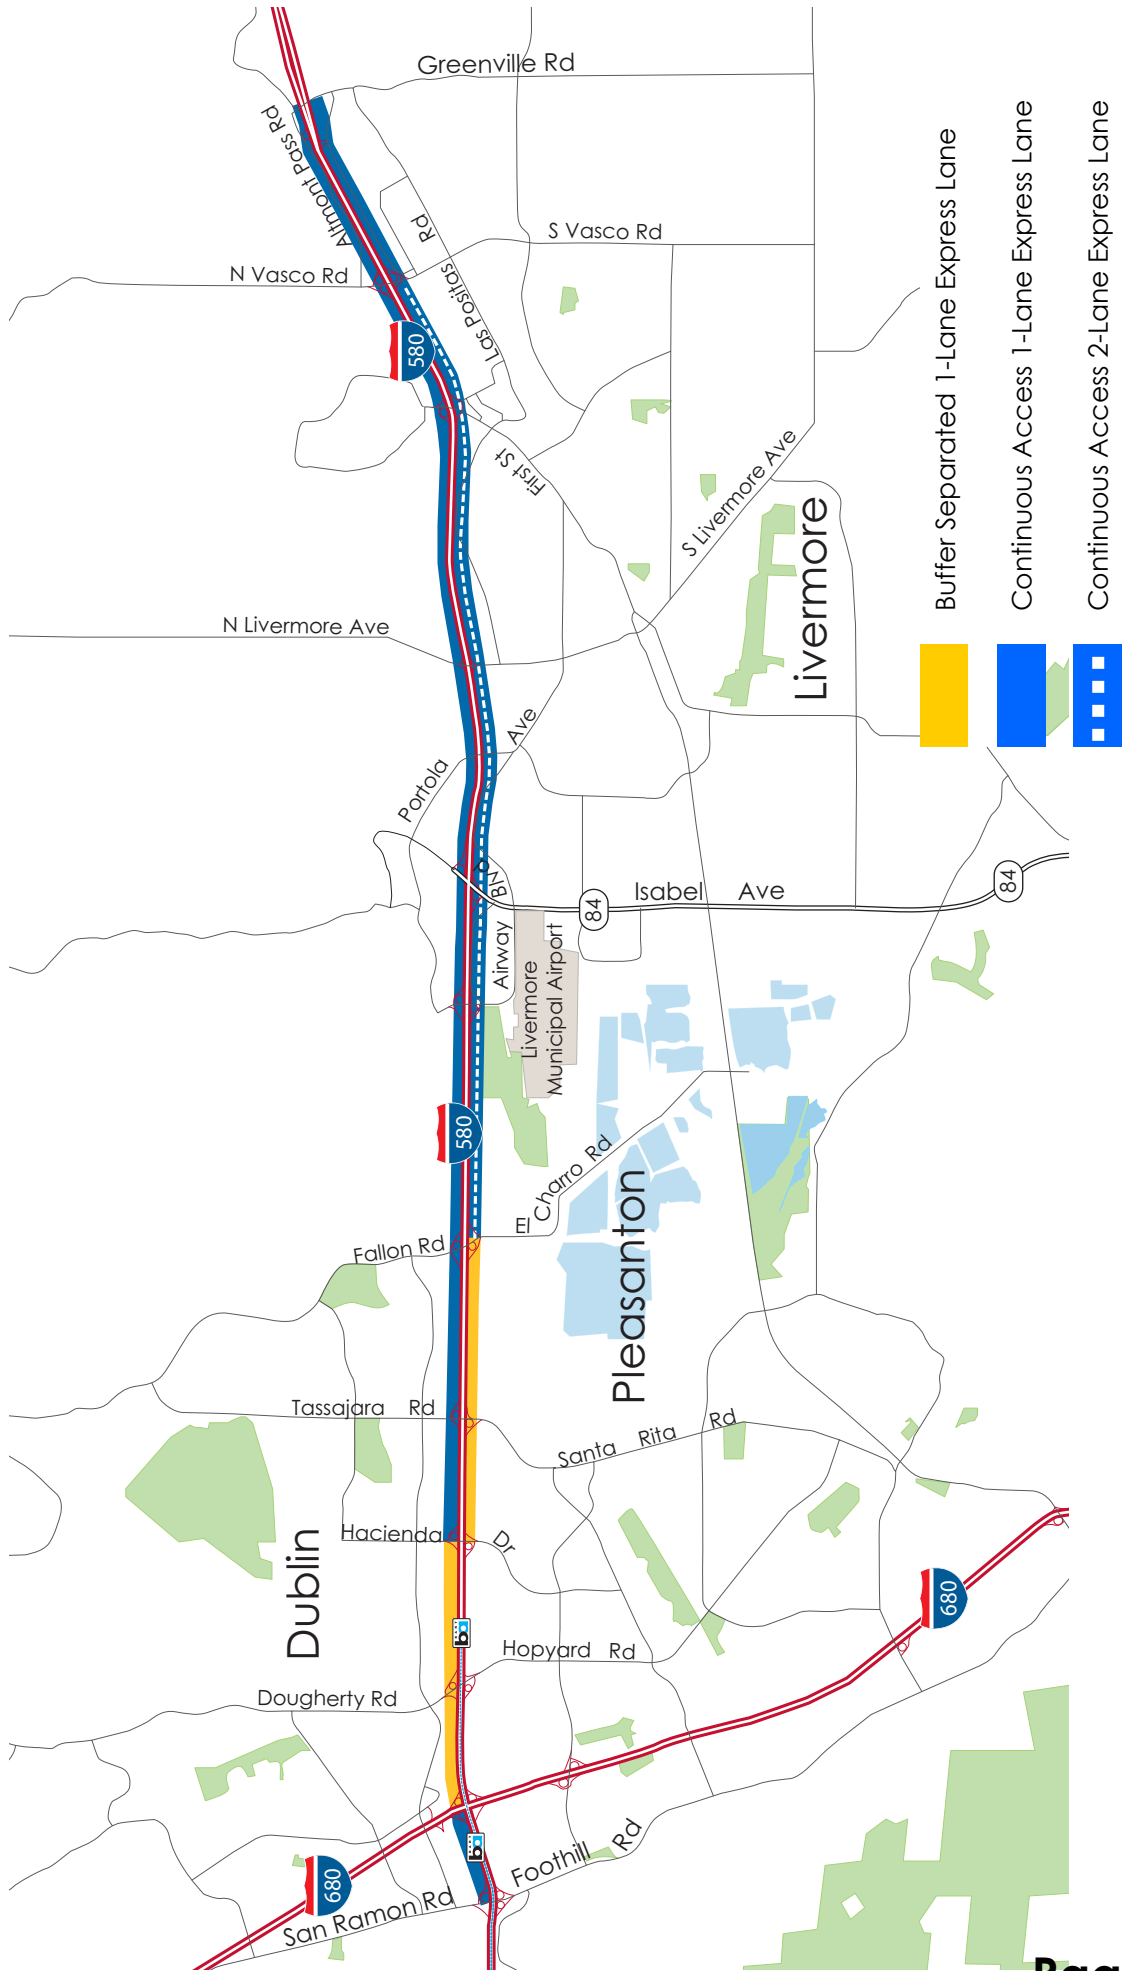 Greenville Rd
Altmont Pass Rd
Las Positas Rd
S Vasco Rd
N Vasco Rd
580
First St
S Livermore Ave
Livermore
N Livermore Ave
Portola Ave
Airway Blvd
84
Isabel Ave
84
Livermore
Municipal Airport
580
El Charro Rd
Fallon Rd
Pleasanton
Tassajara Rd
Santa Rita Rd
Hacienda Dr
Dublin
Hopyard Rd
Dougherty Rd
680
680
San Ramon Rd
Foothill Rd
ba
ba
Buffer Separated 1-Lane Express Lane
Continuous Access 1-Lane Express Lane
Continuous Access 2-Lane Express Lane